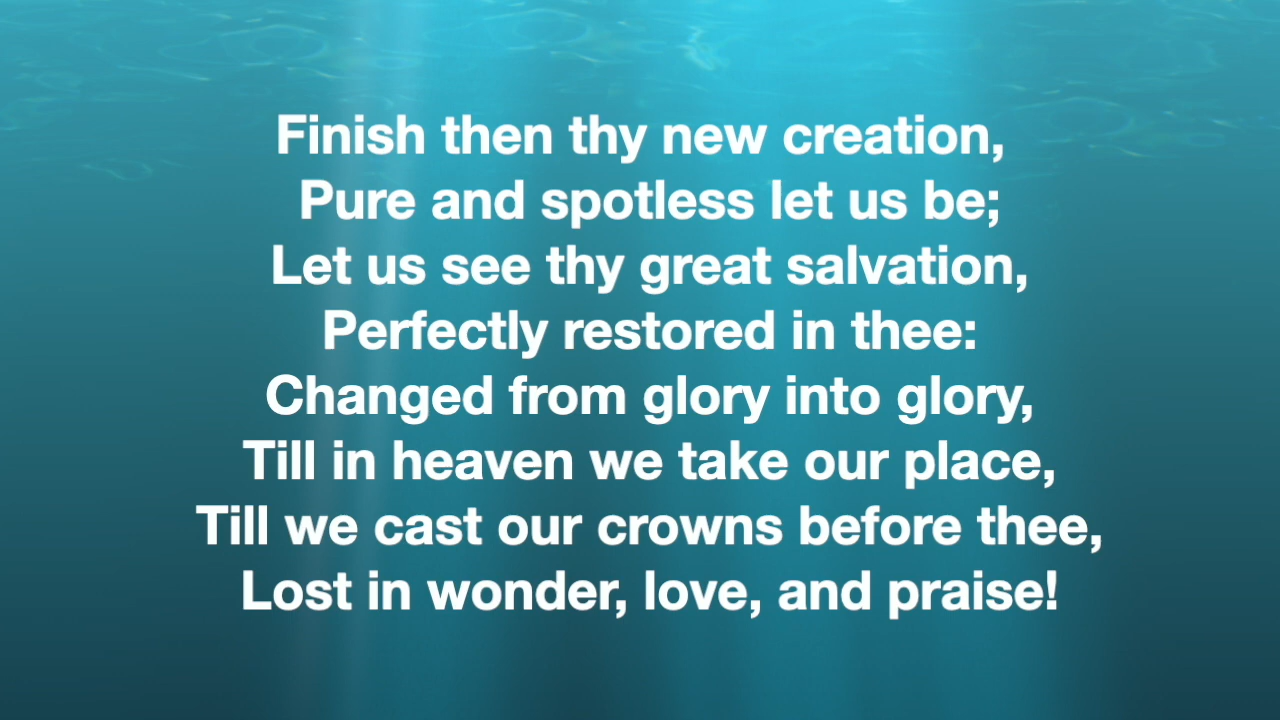 Finish then thy new creation,
Pure and spotless let us be;
Let us see thy great salvation,
Perfectly restored in thee:
Changed from glory into glory,
Till in heaven we take our place,
Till we cast our crowns before thee,
Lost in wonder, love, and praise!